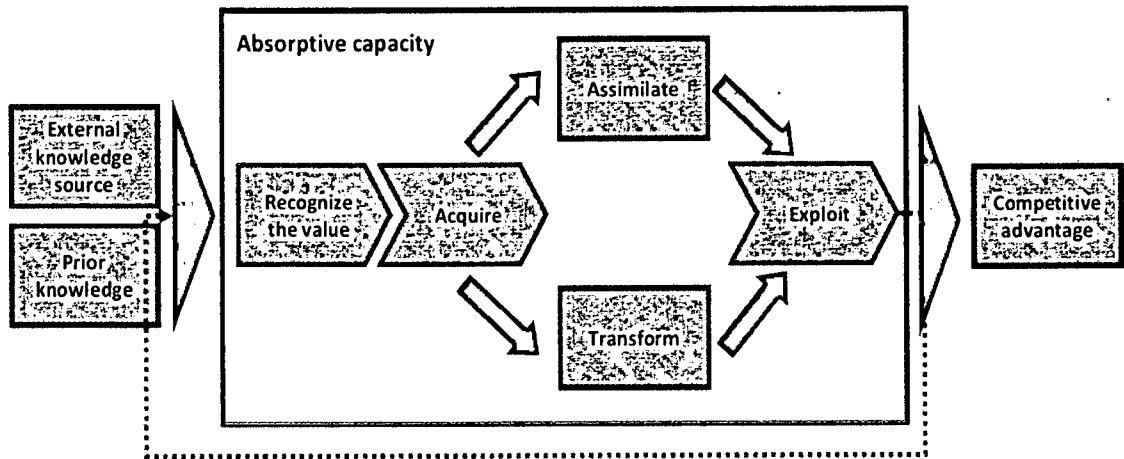 Absorptive capacity
External
knowledge
source
Prior
knowledge
Recognize
the value
Acquire
Assimilate
Transform
Exploit
Competitive
advantage